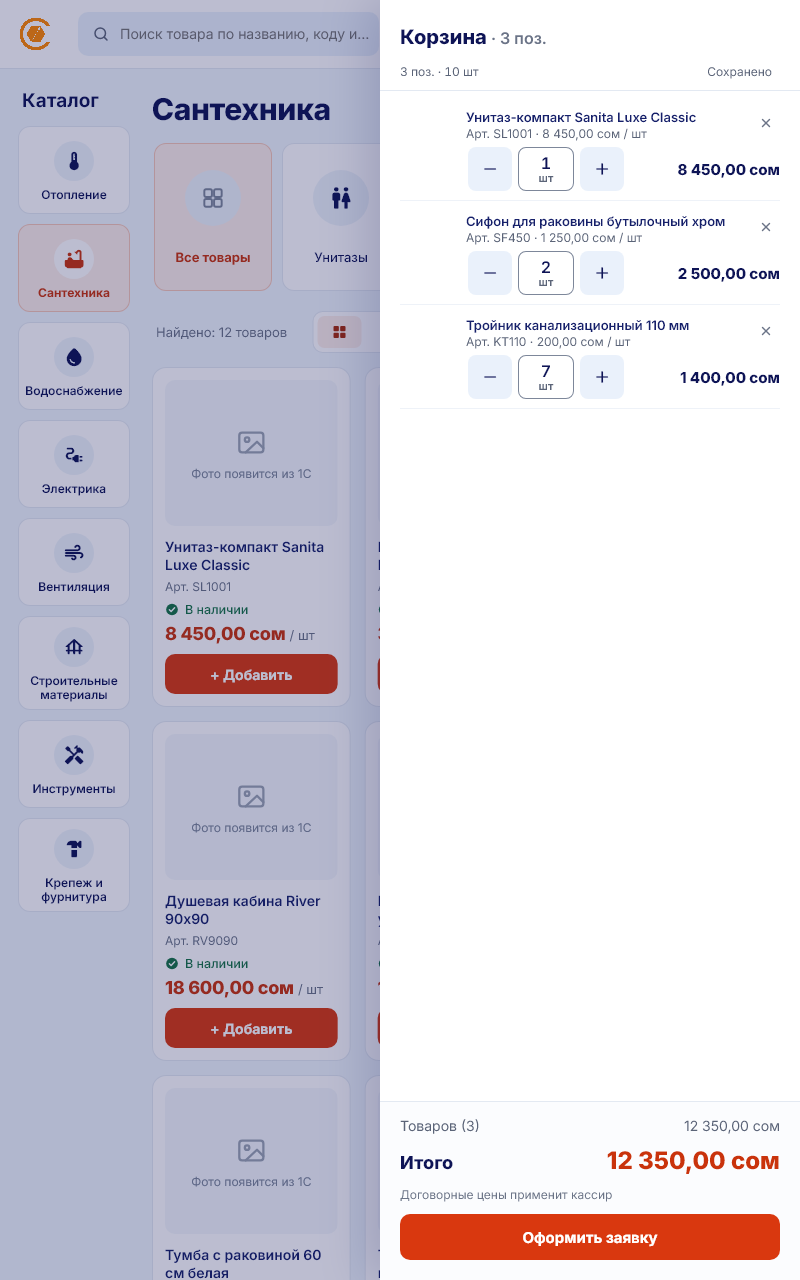 Поиск товара по названию, коду и...
Каталог
Отопление
Сантехника
Водоснабжение
Электрика
Вентиляция
Строительные
материалы
Инструменты
Крепеж и
фурнитура
Сантехника
Все товары
Унитазы
Найдено: 12 товаров
Фото появится из 1С
Унитаз-компакт Sanita
Luxe Classic
Арт. SL1001
В наличии
8 450,00 сом / шт
+ Добавить
Фото появится из 1С
Душевая кабина River
90x90
Арт. RV9090
В наличии
18 600,00 сом / шт
+ Добавить
Фото появится из 1С
Тумба с раковиной 60
см белая
Корзина · 3 поз.
3 поз. · 10 шт
Сохранено
Унитаз-компакт Sanita Luxe Classic
Арт. SL1001 · 8 450,00 сом / шт
− 1 шт + 8 450,00 сом
Сифон для раковины бутылочный хром
Арт. SF450 · 1 250,00 сом / шт
− 2 шт + 2 500,00 сом
Тройник канализационный 110 мм
Арт. KT110 · 200,00 сом / шт
− 7 шт + 1 400,00 сом
Товаров (3) 12 350,00 сом
Итого 12 350,00 сом
Договорные цены применит кассир
Оформить заявку